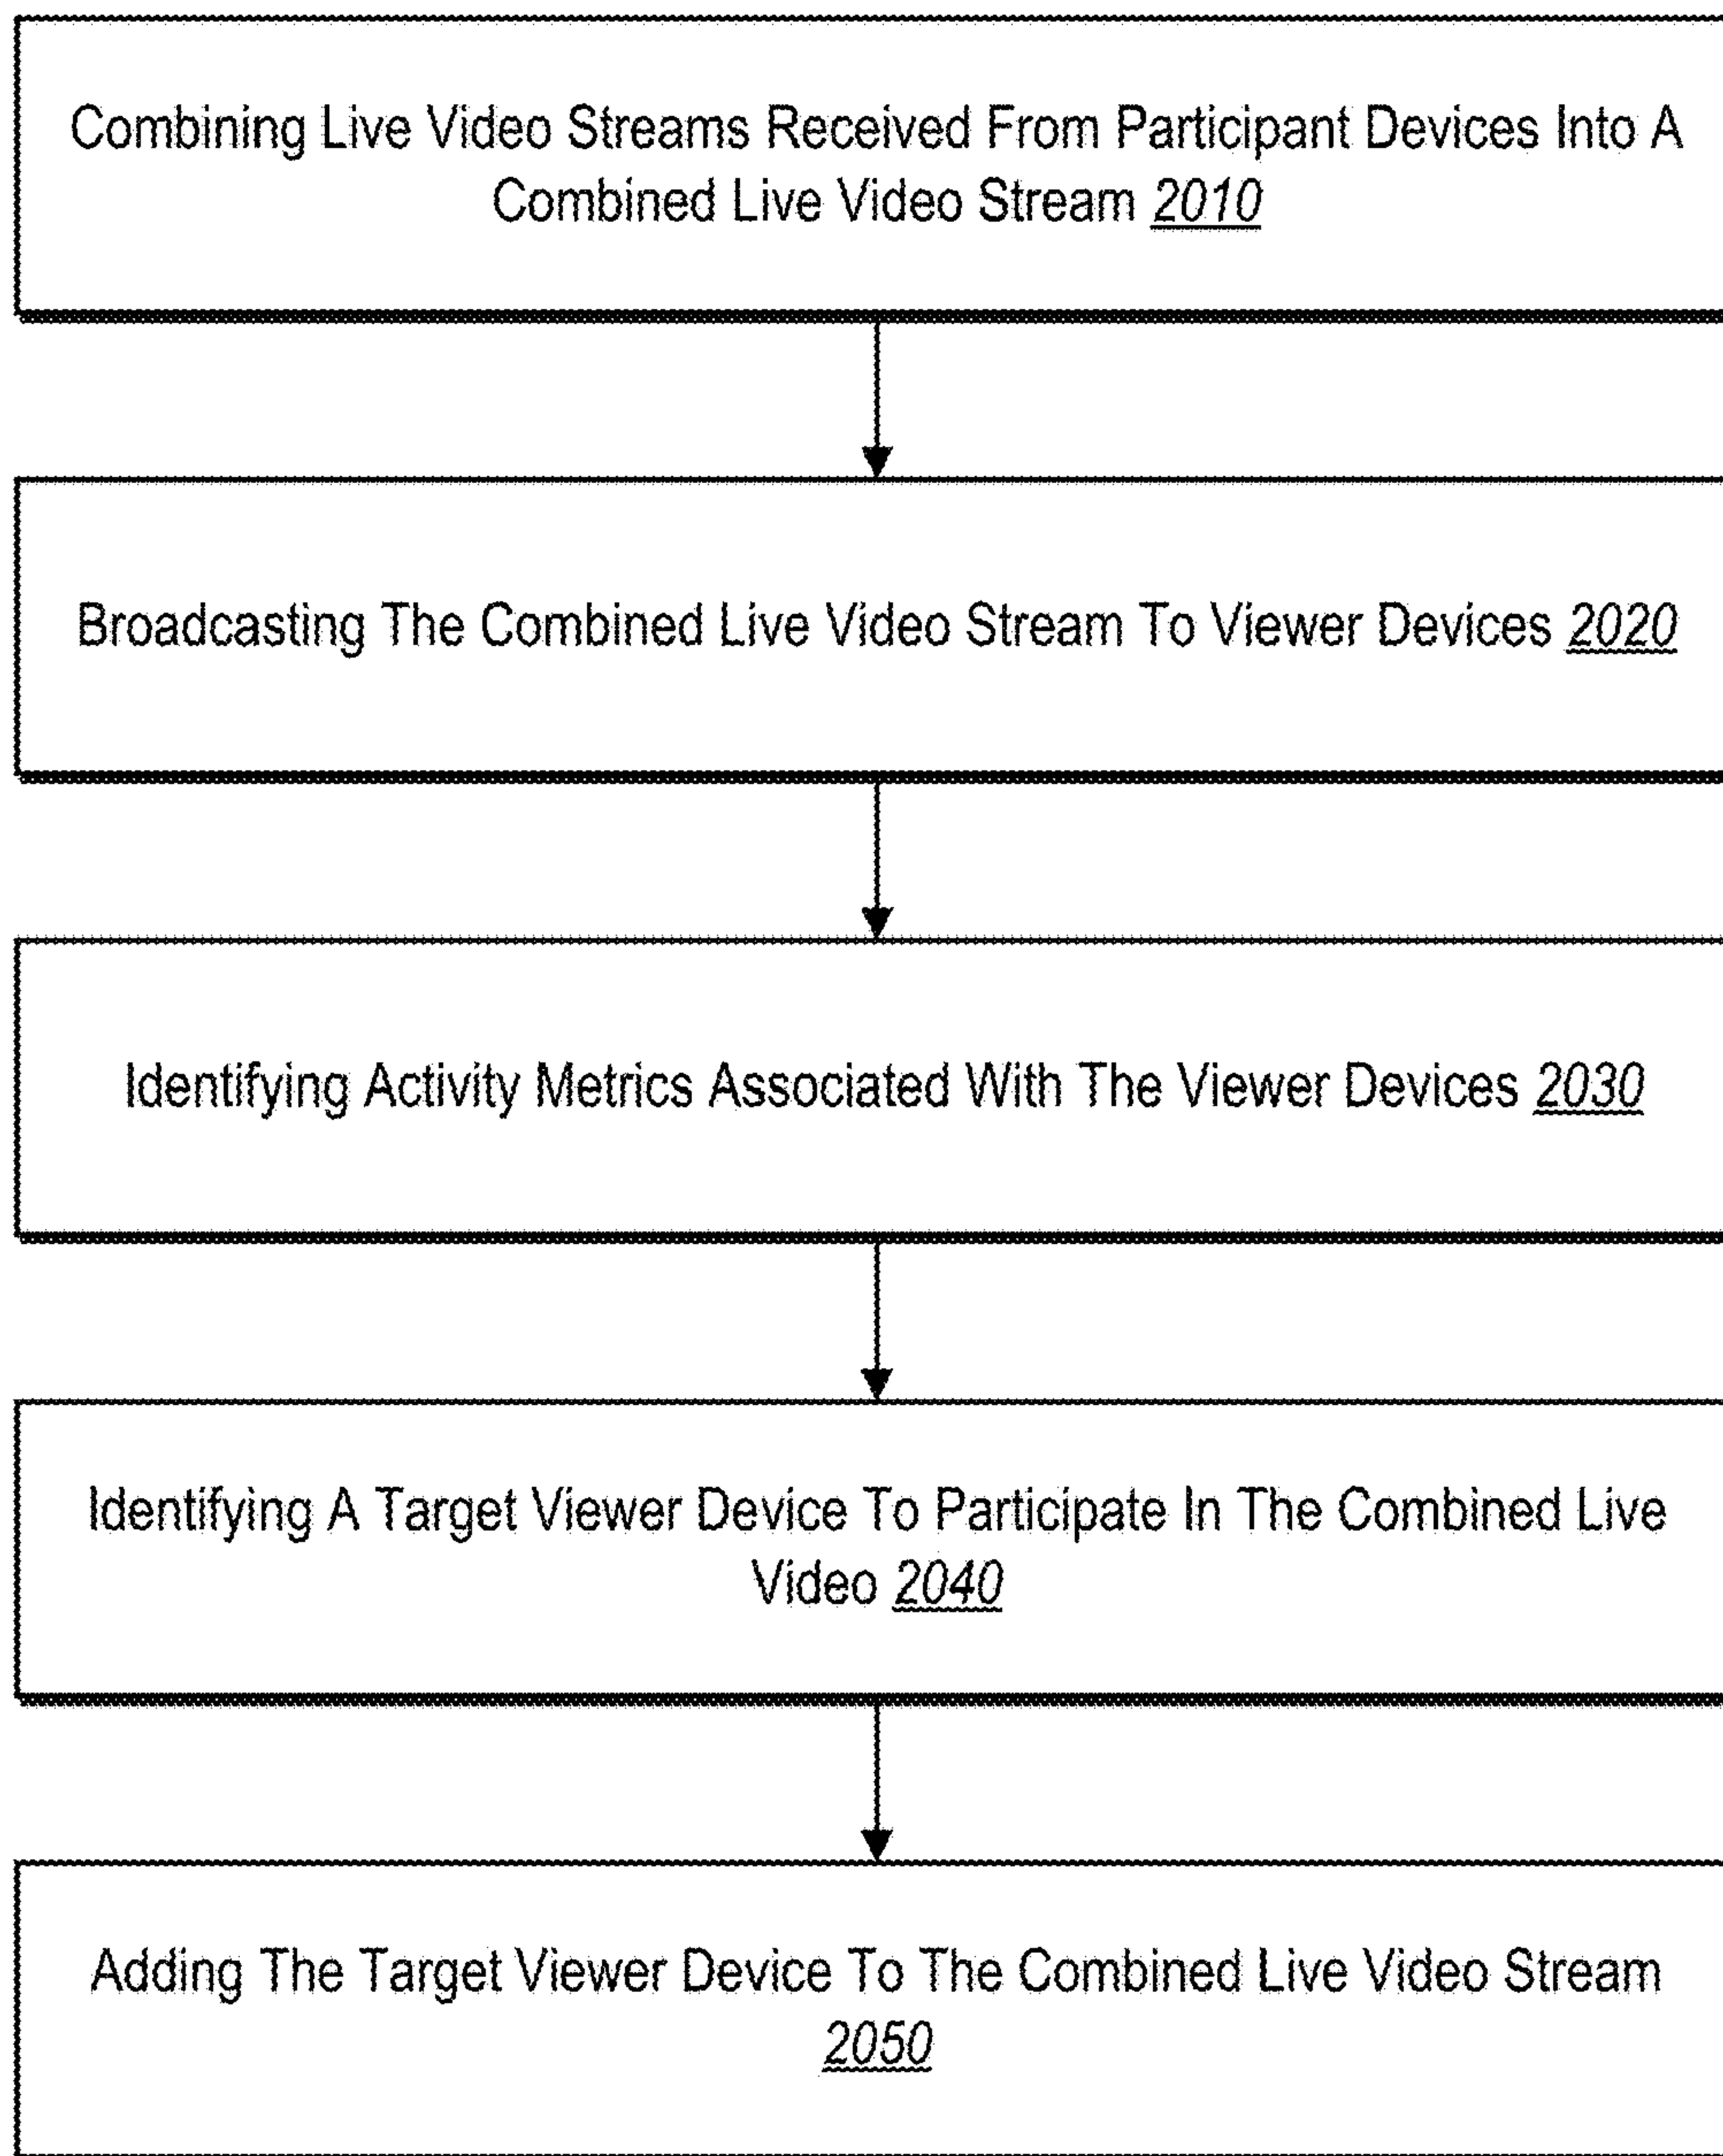 Combining Live Video Streams Received From Participant Devices Into A
Combined Live Video Stream 2010
Broadcasting The Combined Live Video Stream To Viewer Devices 2020
Identifying Activity Metrics Associated With The Viewer Devices 2030
Identifying A Target Viewer Device To Participate In The Combined Live
Video 2040
Adding The Target Viewer Device To The Combined Live Video Stream
2050